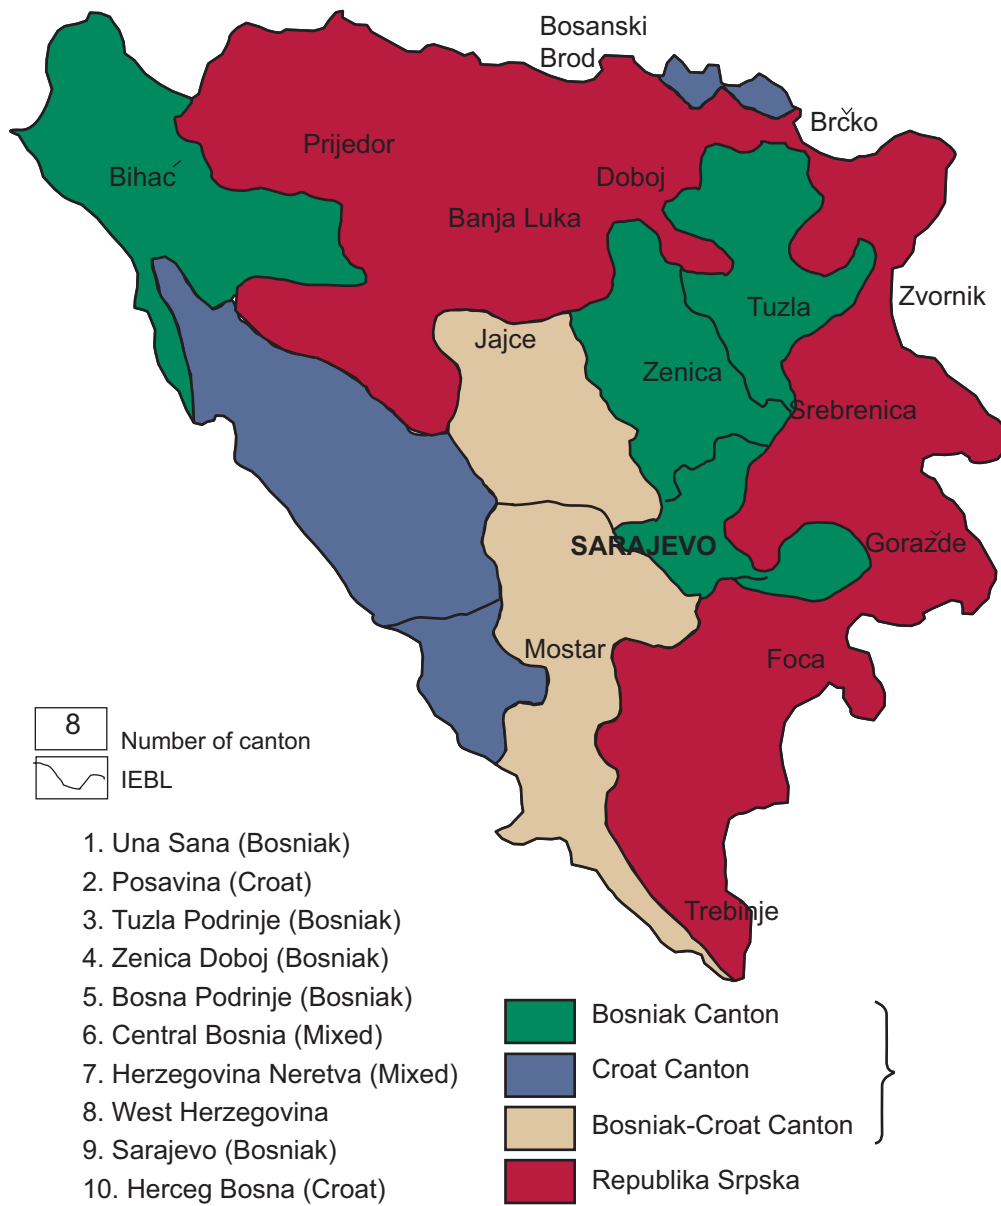 Bosanski
Brod
Brčko
Prijedor
Doboj
Bihać
Banja Luka
Zvornik
Tuzla
Jajce
Zenica
Srebrenica
SARAJEVO
Goražde
Mostar
Foca
8
Number of canton
IEBL
1. Una Sana (Bosniak)
2. Posavina (Croat)
3. Tuzla Podrinje (Bosniak)
4. Zenica Doboj (Bosniak)
5. Bosna Podrinje (Bosniak)
6. Central Bosnia (Mixed)
7. Herzegovina Neretva (Mixed)
8. West Herzegovina
9. Sarajevo (Bosniak)
10. Herceg Bosna (Croat)
Trebinje
Bosniak Canton
Croat Canton
Bosniak-Croat Canton
Republika Srpska